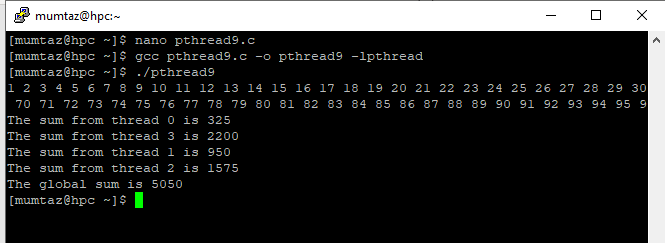 mumtaz@hpc:~
[mumtaz@hpc ~]$ nano pthread9.c
[mumtaz@hpc ~]$ gcc pthread9.c -o pthread9 -lpthread
[mumtaz@hpc ~]$ ./pthread9
1 2 3 4 5 6 7 8 9 10 11 12 13 14 15 16 17 18 19 20 21 22 23 24 25 26 27 28 29 30
 70 71 72 73 74 75 76 77 78 79 80 81 82 83 84 85 86 87 88 89 90 91 92 93 94 95 9
The sum from thread 0 is 325
The sum from thread 3 is 2200
The sum from thread 1 is 950
The sum from thread 2 is 1575
The global sum is 5050
[mumtaz@hpc ~]$